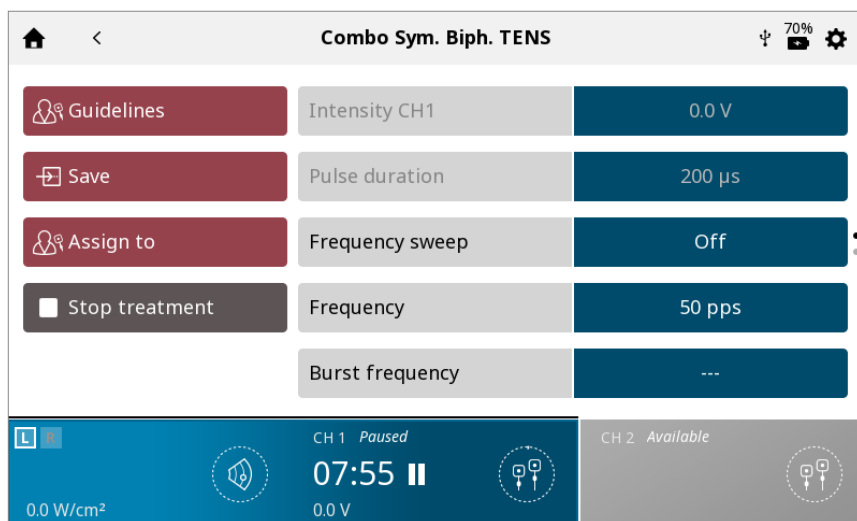 Combo Sym. Biph. TENS
70%
Guidelines
Intensity CH1 0.0 V
Save
Pulse duration 200 µs
Assign to
Frequency sweep Off
Stop treatment
Frequency 50 pps
Burst frequency ---
L R
CH 1 Paused
CH 2 Available
07:55
0.0 W/cm²
0.0 V